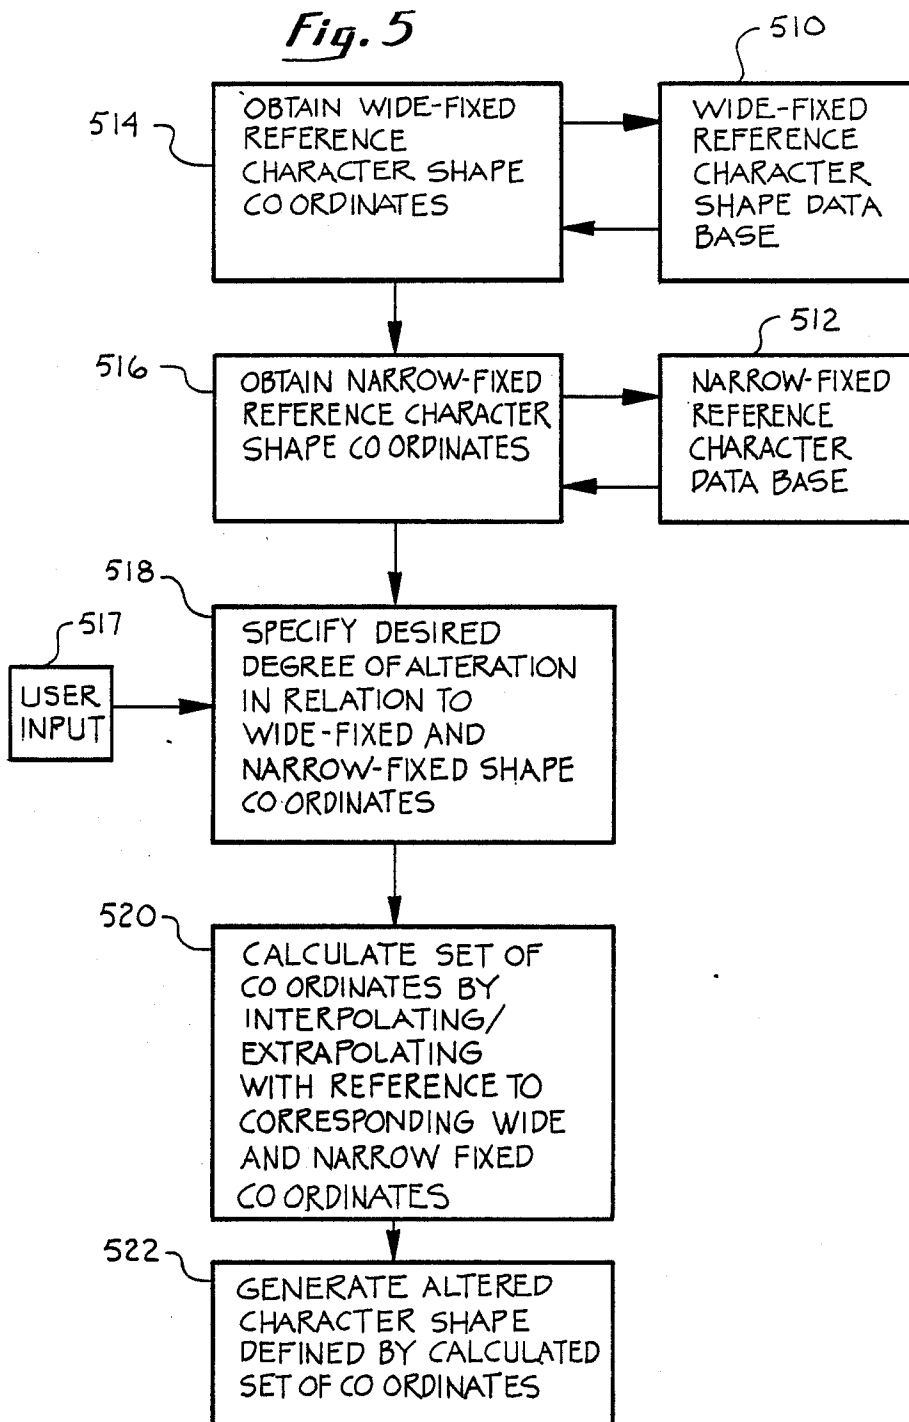 Fig. 5
510
514
OBTAIN WIDE-FIXED
REFERENCE
CHARACTER SHAPE
CO ORDINATES
WIDE-FIXED
REFERENCE
CHARACTER
SHAPE DATA
BASE
512
516
OBTAIN NARROW-FIXED
REFERENCE CHARACTER
SHAPE CO ORDINATES
NARROW-FIXED
REFERENCE
CHARACTER
DATA BASE
518
517
USER
INPUT
SPECIFY DESIRED
DEGREE OF ALTERATION
IN RELATION TO
WIDE-FIXED AND
NARROW-FIXED SHAPE
CO ORDINATES
520
CALCULATE SET OF
CO ORDINATES BY
INTERPOLATING/
EXTRAPOLATING
WITH REFERENCE TO
CORRESPONDING WIDE
AND NARROW FIXED
CO ORDINATES
522
GENERATE ALTERED
CHARACTER SHAPE
DEFINED BY CALCULATED
SET OF CO ORDINATES